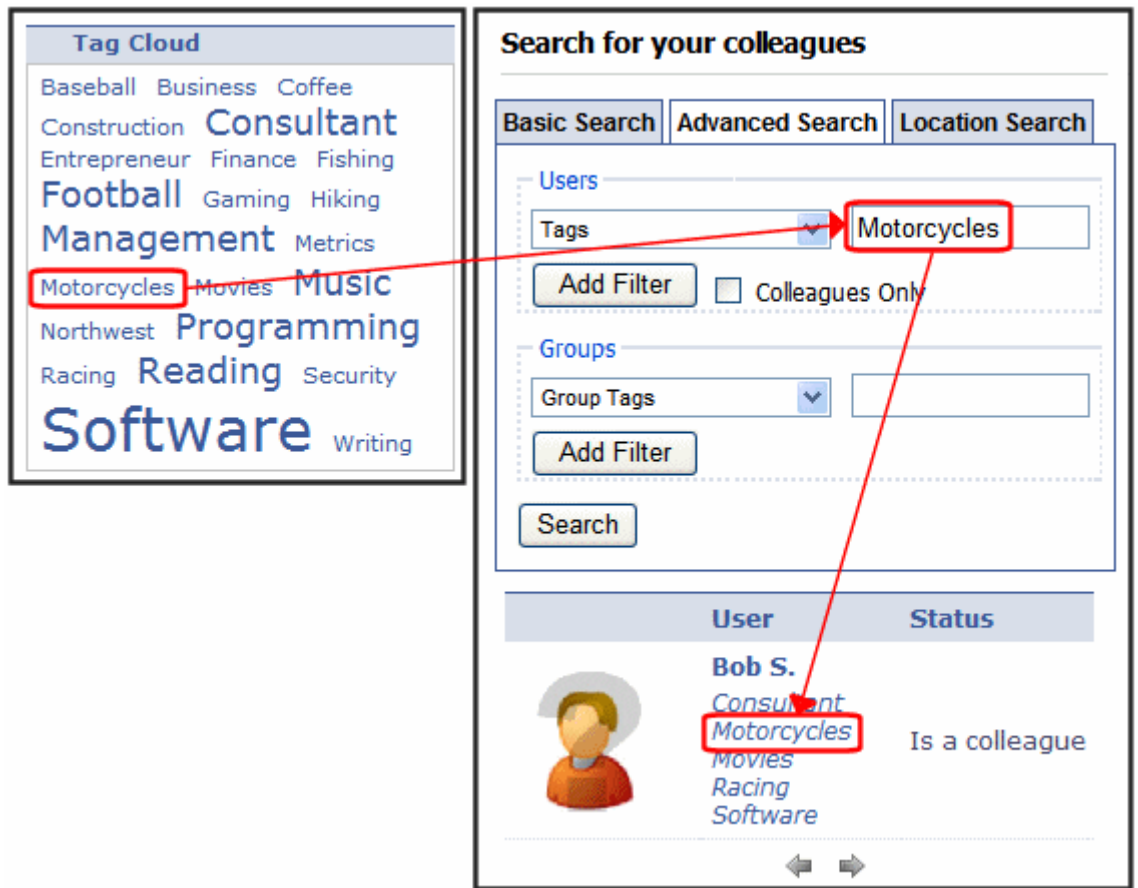 Tag Cloud
Baseball Business Coffee
Construction Consultant
Entrepreneur Finance Fishing
Football Gaming Hiking
Management Metrics
Motorcycles Movies Music
Northwest Programming
Racing Reading Security
Software Writing
Search for your colleagues
Basic Search Advanced Search Location Search
Users
Tags Motorcycles
Add Filter Colleagues Only
Groups
Group Tags
Add Filter
Search
User Status
Bob S.
Consultant
Motorcycles
Is a colleague
Movies
Racing
Software